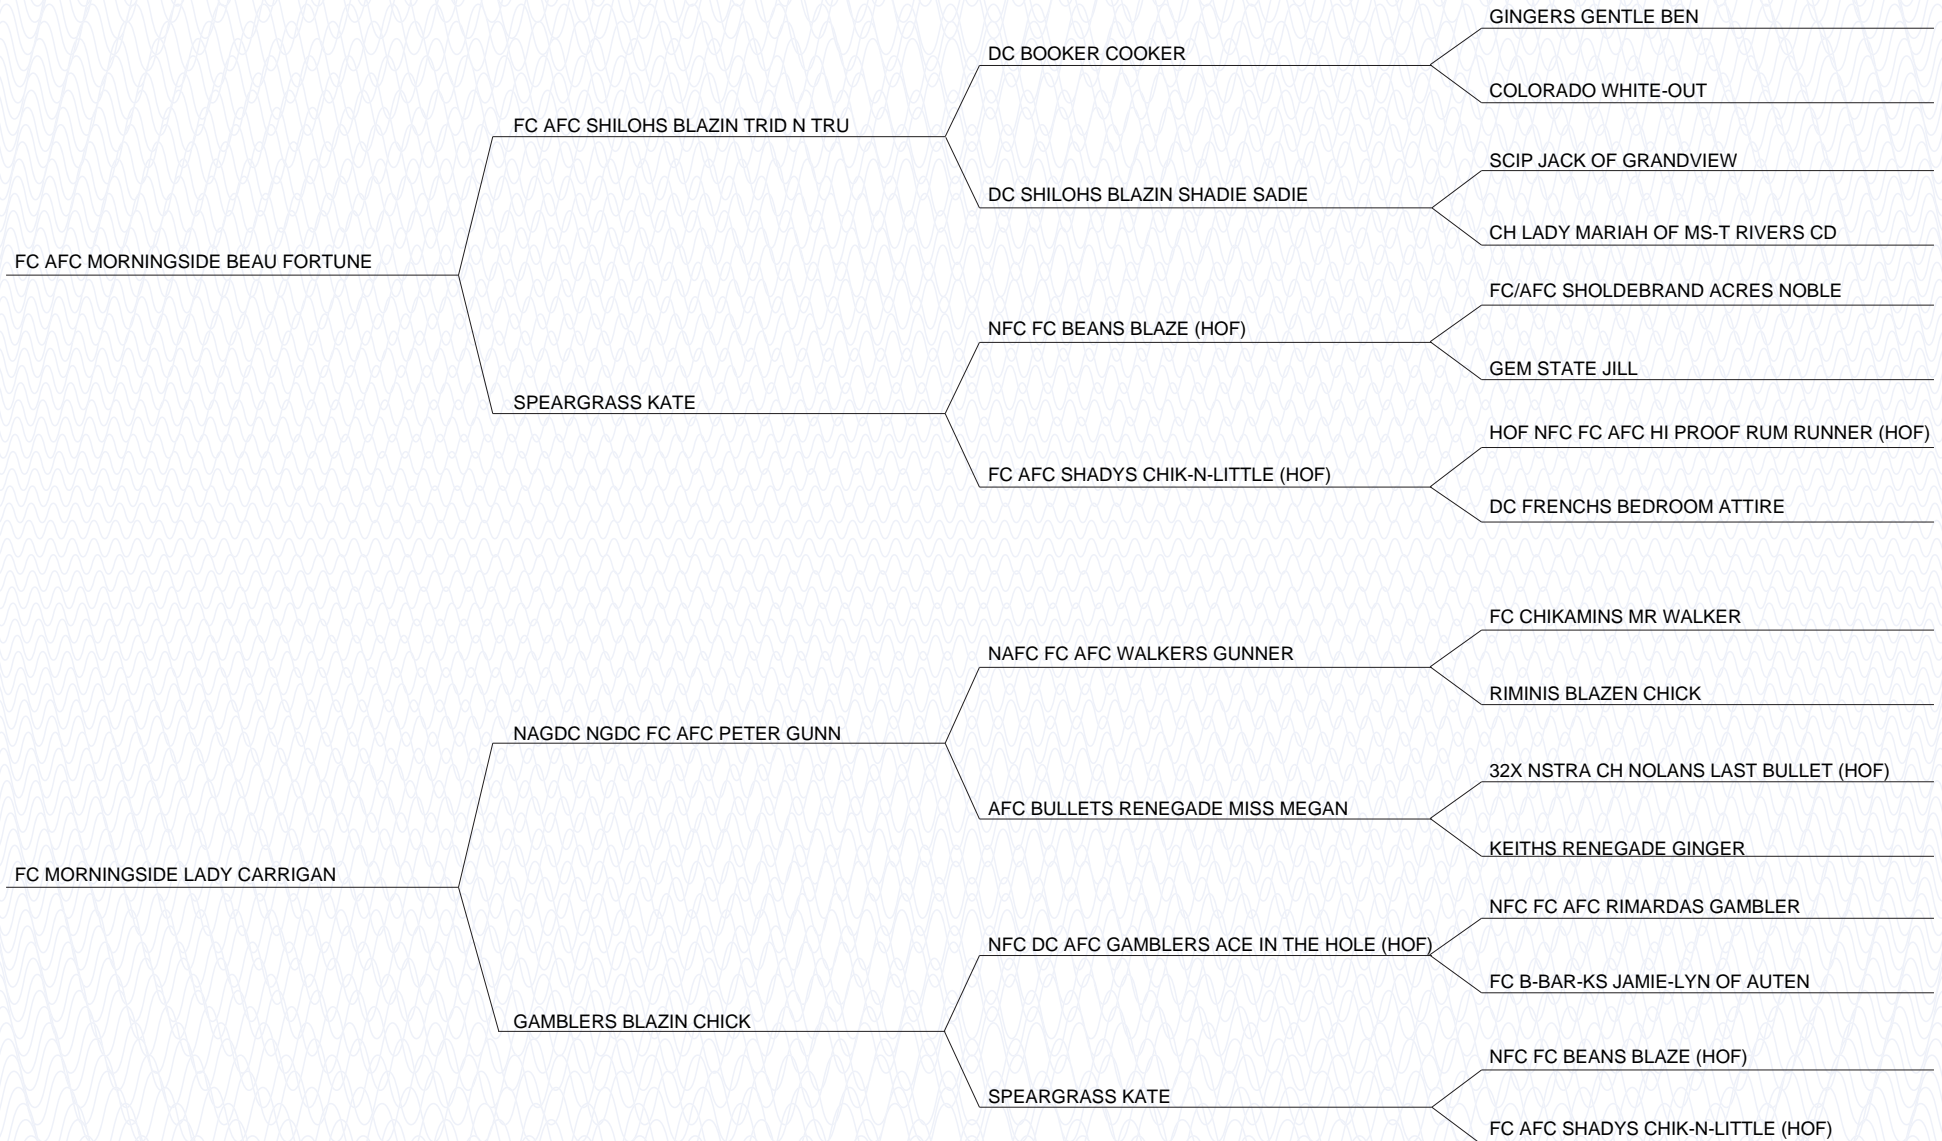 GINGERS GENTLE BEN
DC BOOKER COOKER
COLORADO WHITE-OUT
FC AFC SHILOHS BLAZIN TRID N TRU
SCIP JACK OF GRANDVIEW
DC SHILOHS BLAZIN SHADIE SADIE
CH LADY MARIAH OF MS-T RIVERS CD
FC AFC MORNINGSIDE BEAU FORTUNE
FC/AFC SHOLDEBRAND ACRES NOBLE
NFC FC BEANS BLAZE (HOF)
GEM STATE JILL
SPEARGRASS KATE
HOF NFC FC AFC HI PROOF RUM RUNNER (HOF)
FC AFC SHADYS CHIK-N-LITTLE (HOF)
DC FRENCHS BEDROOM ATTIRE
FC CHIKAMINS MR WALKER
NAFC FC AFC WALKERS GUNNER
RIMINIS BLAZEN CHICK
NAGDC NGDC FC AFC PETER GUNN
32X NSTRA CH NOLANS LAST BULLET (HOF)
AFC BULLETS RENEGADE MISS MEGAN
KEITHS RENEGADE GINGER
FC MORNINGSIDE LADY CARRIGAN
NFC FC AFC RIMARDAS GAMBLER
NFC DC AFC GAMBLERS ACE IN THE HOLE (HOF)
FC B-BAR-KS JAMIE-LYN OF AUTEN
GAMBLERS BLAZIN CHICK
NFC FC BEANS BLAZE (HOF)
SPEARGRASS KATE
FC AFC SHADYS CHIK-N-LITTLE (HOF)